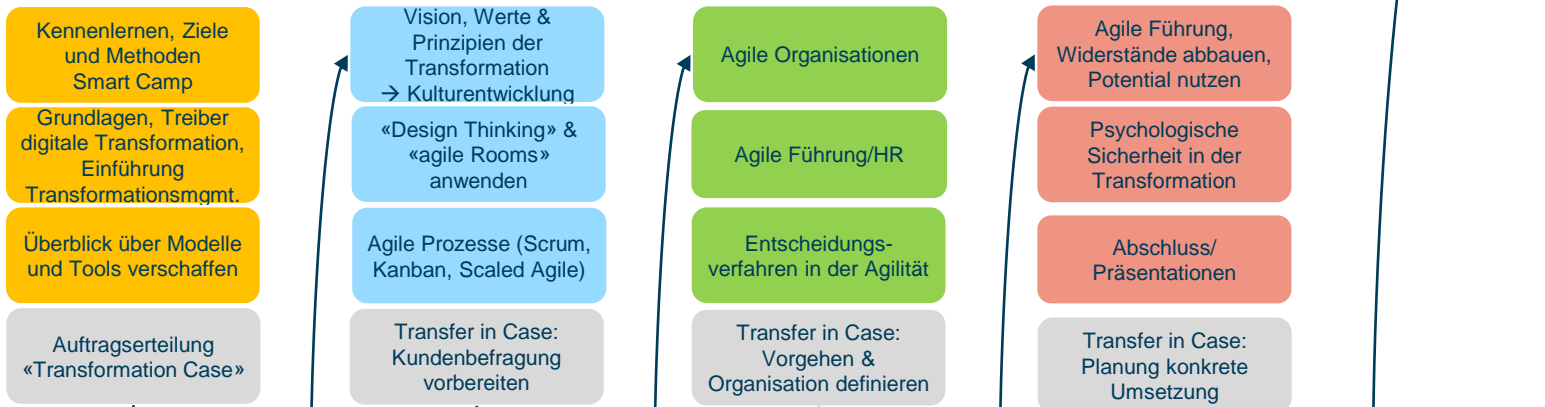 Kennenlernen, Ziele
und Methoden
Smart Camp
Grundlagen, Treiber
digitale Transformation,
Einführung
Transformationsmgmt.
Überblick über Modelle
und Tools verschaffen
Auftragserteilung
«Transformation Case»
Vision, Werte &
Prinzipien der
Transformation
→ Kulturentwicklung
«Design Thinking» &
«agile Rooms»
anwenden
Agile Prozesse (Scrum,
Kanban, Scaled Agile)
Transfer in Case:
Kundenbefragung
vorbereiten
Agile Organisationen
Agile Führung/HR
Entscheidungs-
verfahren in der Agilität
Transfer in Case:
Vorgehen &
Organisation definieren
Agile Führung,
Widerstände abbauen,
Potential nutzen
Psychologische
Sicherheit in der
Transformation
Abschluss/
Präsentationen
Transfer in Case:
Planung konkrete
Umsetzung